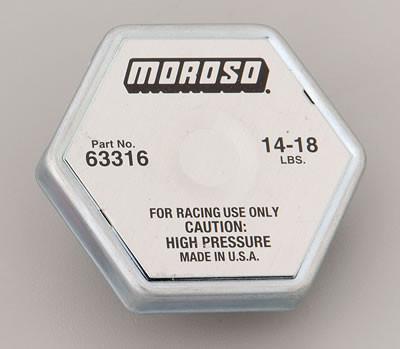 MOROSO
Part No.
63316
14-18
LBS.
FOR RACING USE ONLY
CAUTION:
HIGH PRESSURE
MADE IN U.S.A.